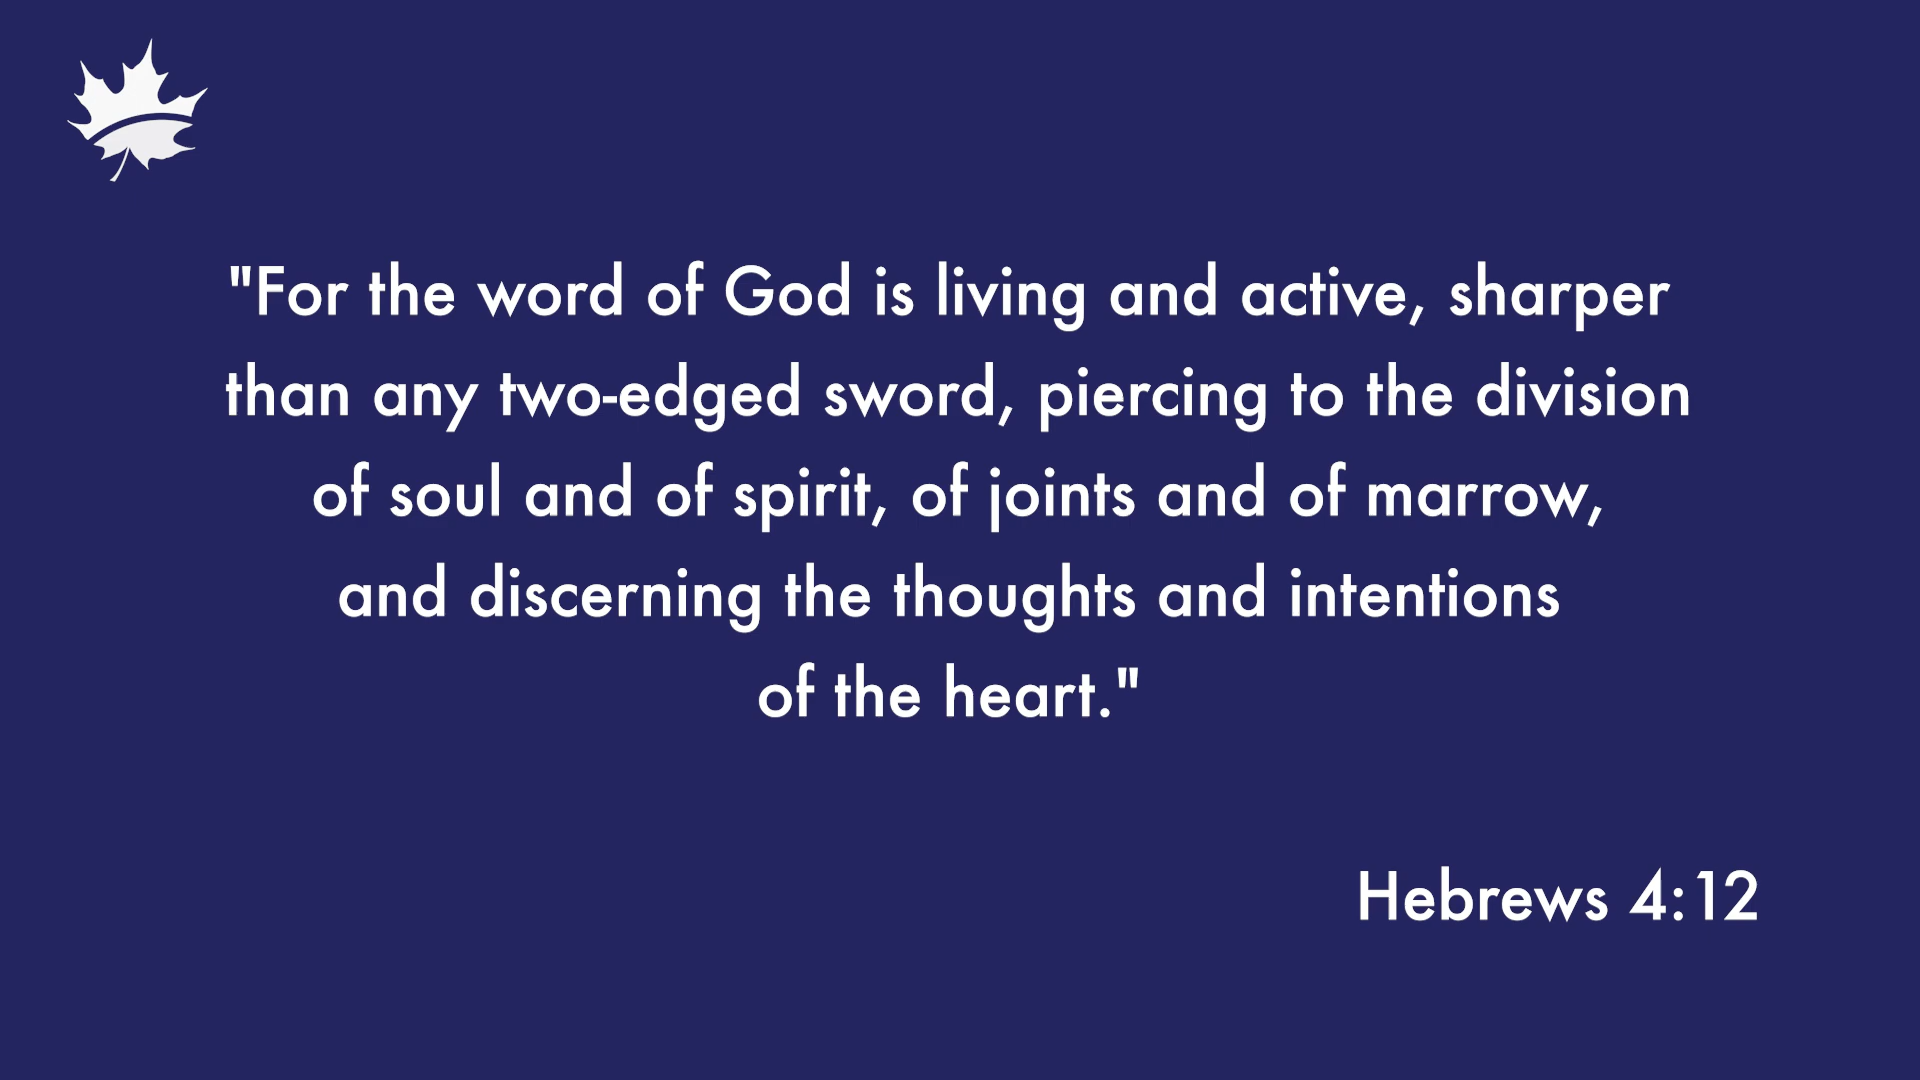 "For the word of God is living and active, sharper
than any two-edged sword, piercing to the division
of soul and of spirit, of joints and of marrow,
and discerning the thoughts and intentions
of the heart."
Hebrews 4:12